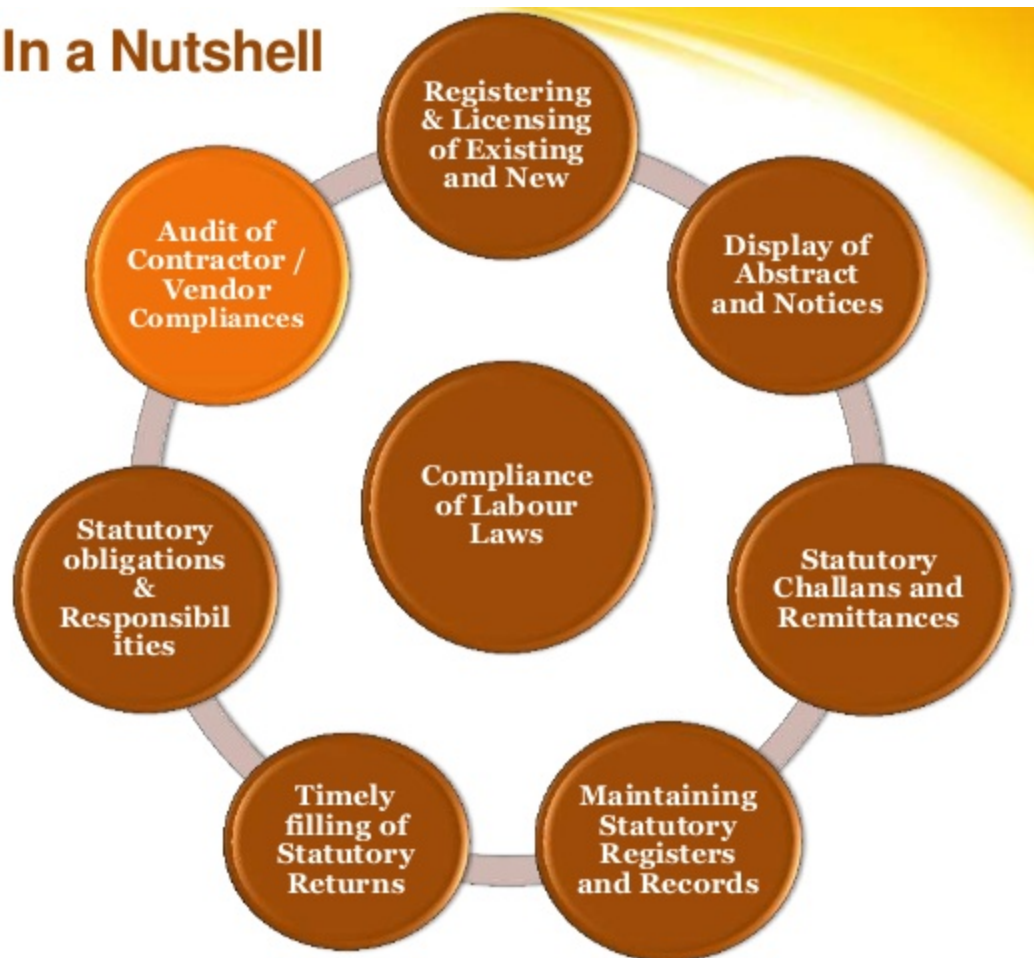 In a Nutshell
Registering
& Licensing
of Existing
and New
Display of
Abstract
and Notices
Statutory
Challans and
Remittances
Maintaining
Statutory
Registers
and Records
Timely
filling of
Statutory
Returns
Statutory
obligations
&
Responsibil
ities
Audit of
Contractor /
Vendor
Compliances
Compliance
of Labour
Laws